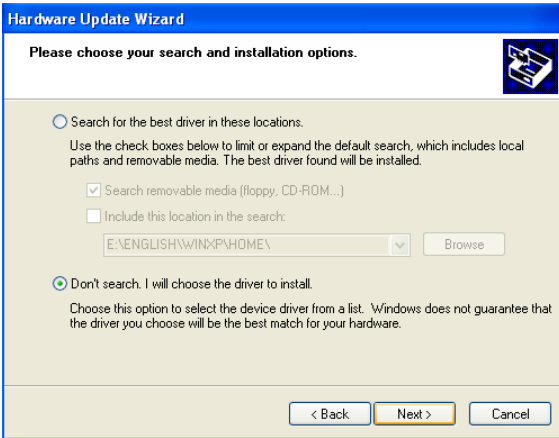 Hardware Update Wizard
Please choose your search and installation options.
Search for the best driver in these locations.
Use the check boxes below to limit or expand the default search, which includes local
paths and removable media. The best driver found will be installed.
Search removable media (floppy, CD-ROM...)
Include this location in the search:
E:\ENGLISH\WINXP\HOME\
Browse
Don't search. I will choose the driver to install.
Choose this option to select the device driver from a list. Windows does not guarantee that
the driver you choose will be the best match for your hardware.
< Back Next > Cancel